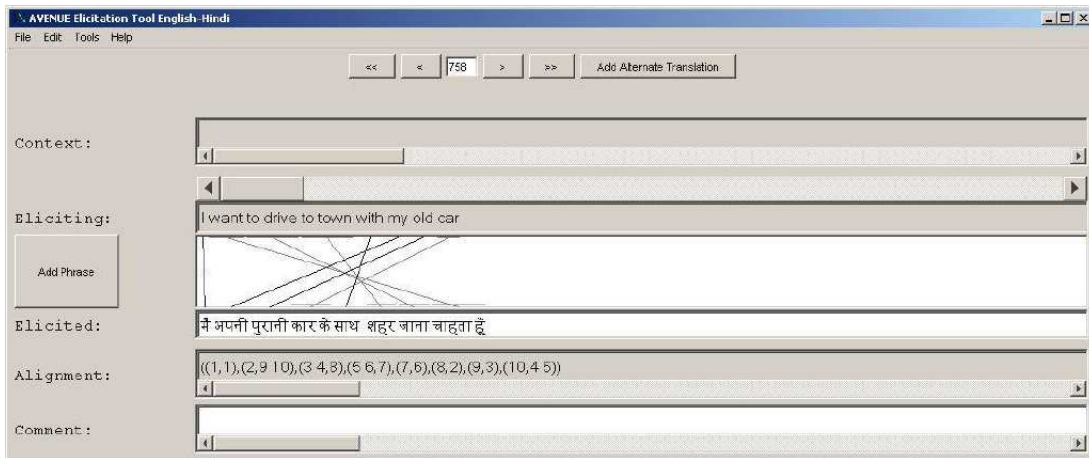 AVENUE Elicitation Tool English-Hindi
File Edit Tools Help
<< < 758 > >> Add Alternate Translation
Context:
Eliciting: I want to drive to town with my old car
Add Phrase
Elicited: मैं अपनी पुरानी कार के साथ शहर जाना चाहता हूँ
Alignment: ((1,1),(2,9 10),(3 4,8),(5 6,7),(7,6),(8,2),(9,3),(10,4 5))
Comment: